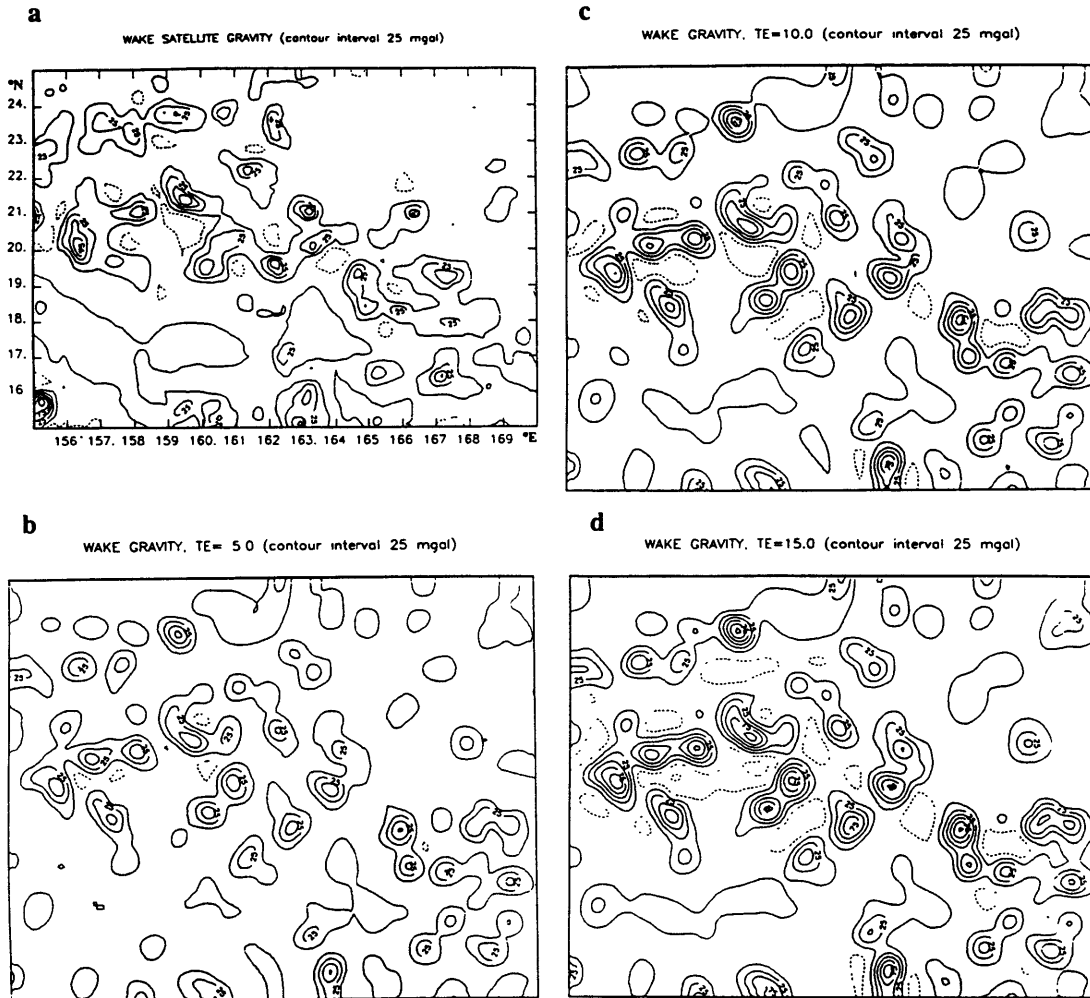 a
WAKE SATELLITE GRAVITY (contour interval 25 mgal)
°N
24.
23.
22.
21.
20.
19.
18.
17.
16
156° 157. 158. 159. 160. 161 162. 163. 164. 165 166. 167. 168. 169 °E
c
WAKE GRAVITY, TE=10.0 (contour interval 25 mgal)
b
WAKE GRAVITY, TE= 5 0 (contour interval 25 mgal)
d
WAKE GRAVITY, TE=15.0 (contour interval 25 mgal)